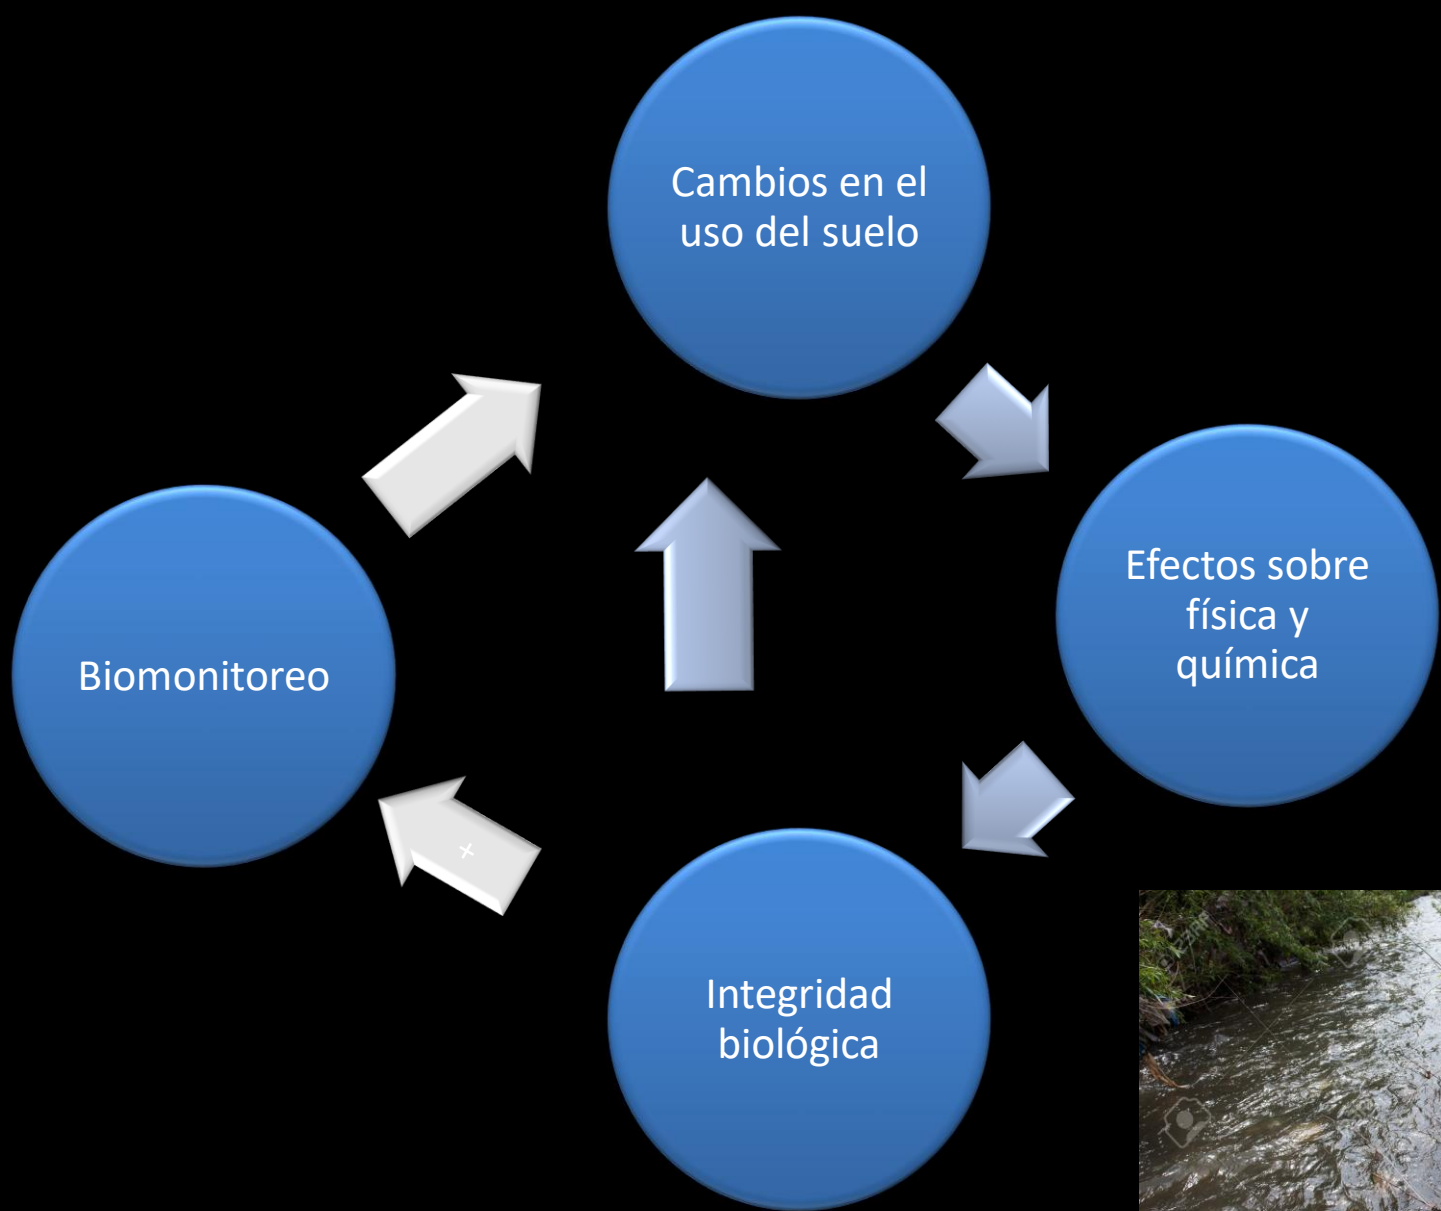 Cambios en el
uso del suelo
Efectos sobre
física y
química
Biomonitoreo
+
Integridad
biológica